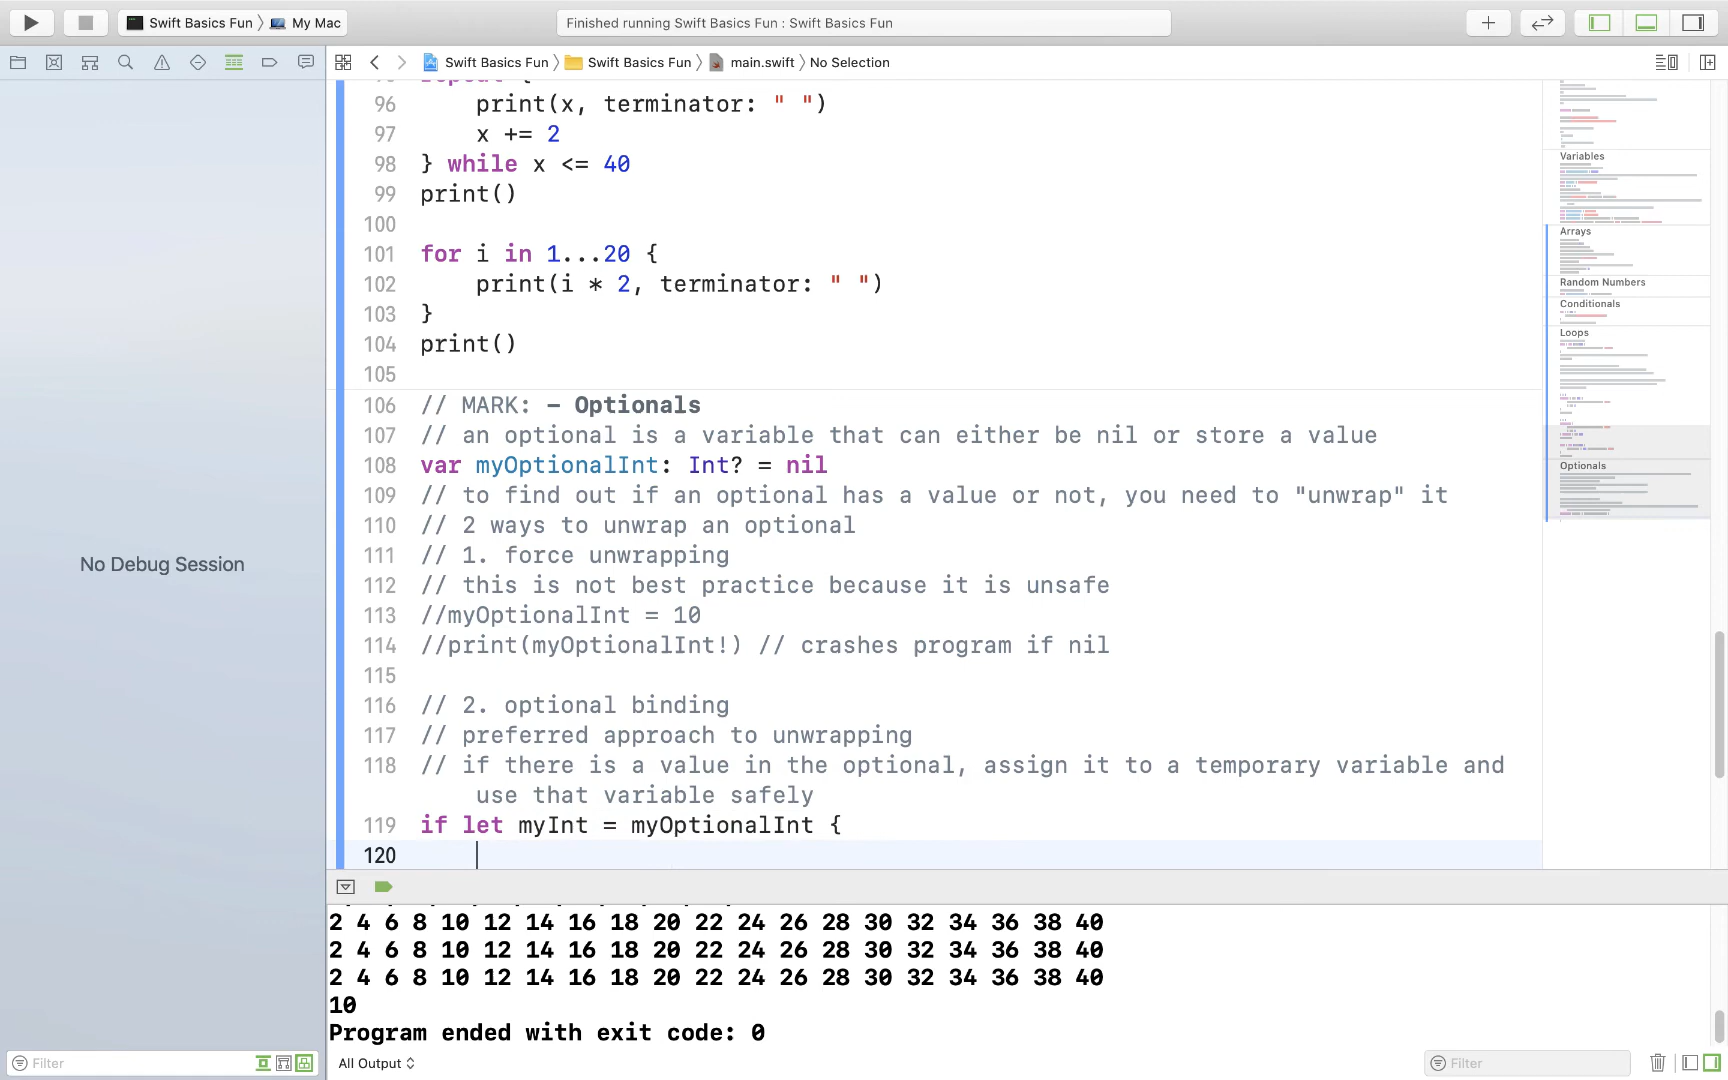 Swift Basics Fun 〉 My Mac
Finished running Swift Basics Fun : Swift Basics Fun
Swift Basics Fun 〉 Swift Basics Fun 〉 main.swift 〉 No Selection
96 print(x, terminator: " ")
97 x += 2
98 } while x <= 40
99 print()
100
101 for i in 1...20 {
102 print(i * 2, terminator: " ")
103 }
104 print()
105
106 // MARK: - Optionals
107 // an optional is a variable that can either be nil or store a value
108 var myOptionalInt: Int? = nil
109 // to find out if an optional has a value or not, you need to "unwrap" it
110 // 2 ways to unwrap an optional
111 // 1. force unwrapping
112 // this is not best practice because it is unsafe
113 //myOptionalInt = 10
114 //print(myOptionalInt!) // crashes program if nil
115
116 // 2. optional binding
117 // preferred approach to unwrapping
118 // if there is a value in the optional, assign it to a temporary variable and
use that variable safely
119 if let myInt = myOptionalInt {
120
Variables
Arrays
Random Numbers
Conditionals
Loops
Optionals
No Debug Session
2 4 6 8 10 12 14 16 18 20 22 24 26 28 30 32 34 36 38 40
2 4 6 8 10 12 14 16 18 20 22 24 26 28 30 32 34 36 38 40
2 4 6 8 10 12 14 16 18 20 22 24 26 28 30 32 34 36 38 40
10
Program ended with exit code: 0
Filter
All Output
Filter